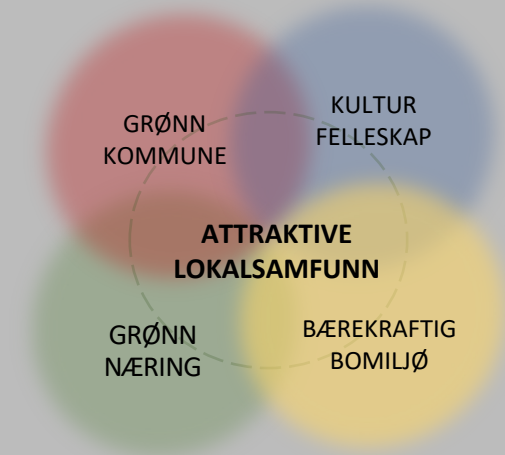 GRØNN
KOMMUNE
KULTUR
FELLESKAP
ATTRAKTIVE
LOKALSAMFUNN
GRØNN
NÆRING
BÆREKRAFTIG
BOMILJØ